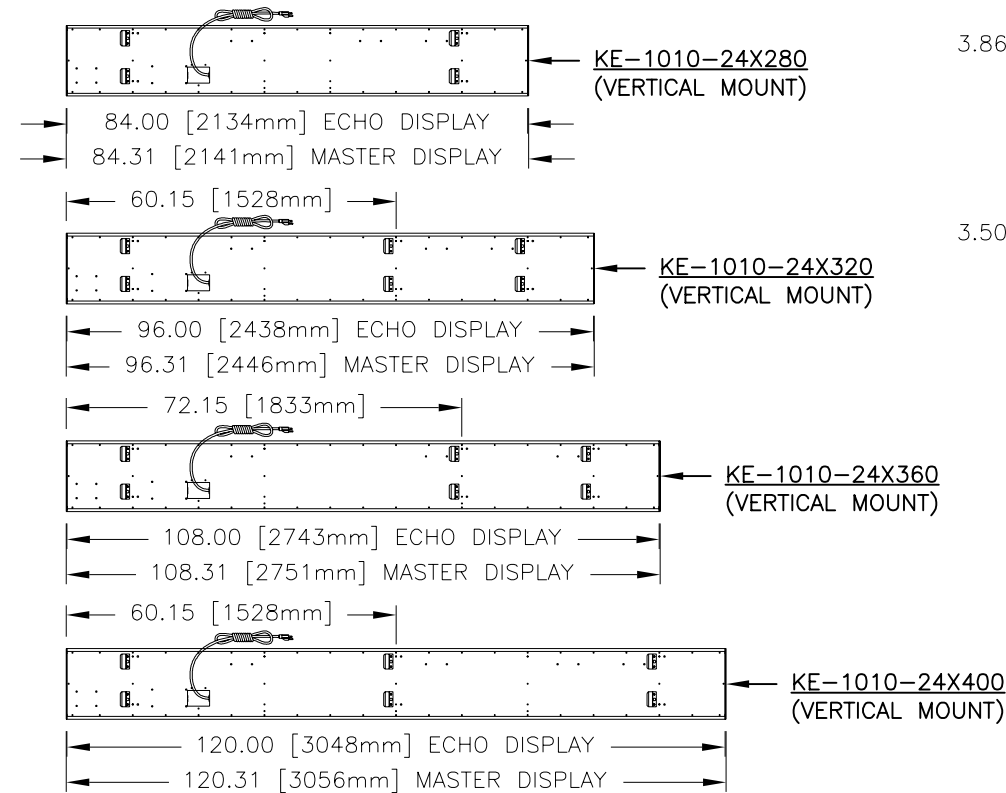 KE-1010-24X280
(VERTICAL MOUNT)
3.86
84.00 [2134mm] ECHO DISPLAY
84.31 [2141mm] MASTER DISPLAY
60.15 [1528mm]
3.50
KE-1010-24X320
(VERTICAL MOUNT)
96.00 [2438mm] ECHO DISPLAY
96.31 [2446mm] MASTER DISPLAY
72.15 [1833mm]
KE-1010-24X360
(VERTICAL MOUNT)
108.00 [2743mm] ECHO DISPLAY
108.31 [2751mm] MASTER DISPLAY
60.15 [1528mm]
KE-1010-24X400
(VERTICAL MOUNT)
120.00 [3048mm] ECHO DISPLAY
120.31 [3056mm] MASTER DISPLAY